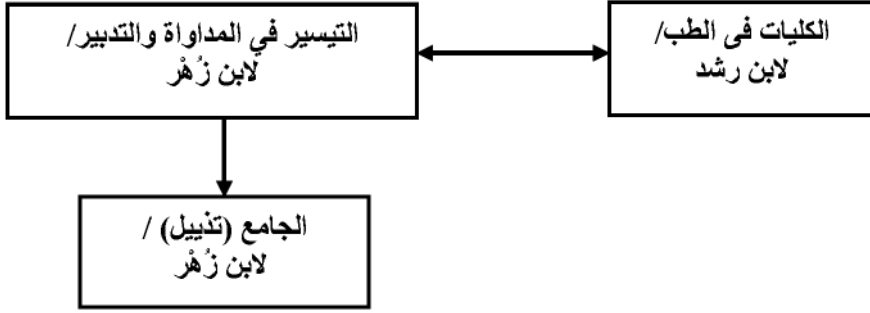 الكليات فى الطب/
لابن رشد
التيسير في المداواة والتدبير/
لابن زُهْر
الجامع (تذييل) /
لابن زُهْر